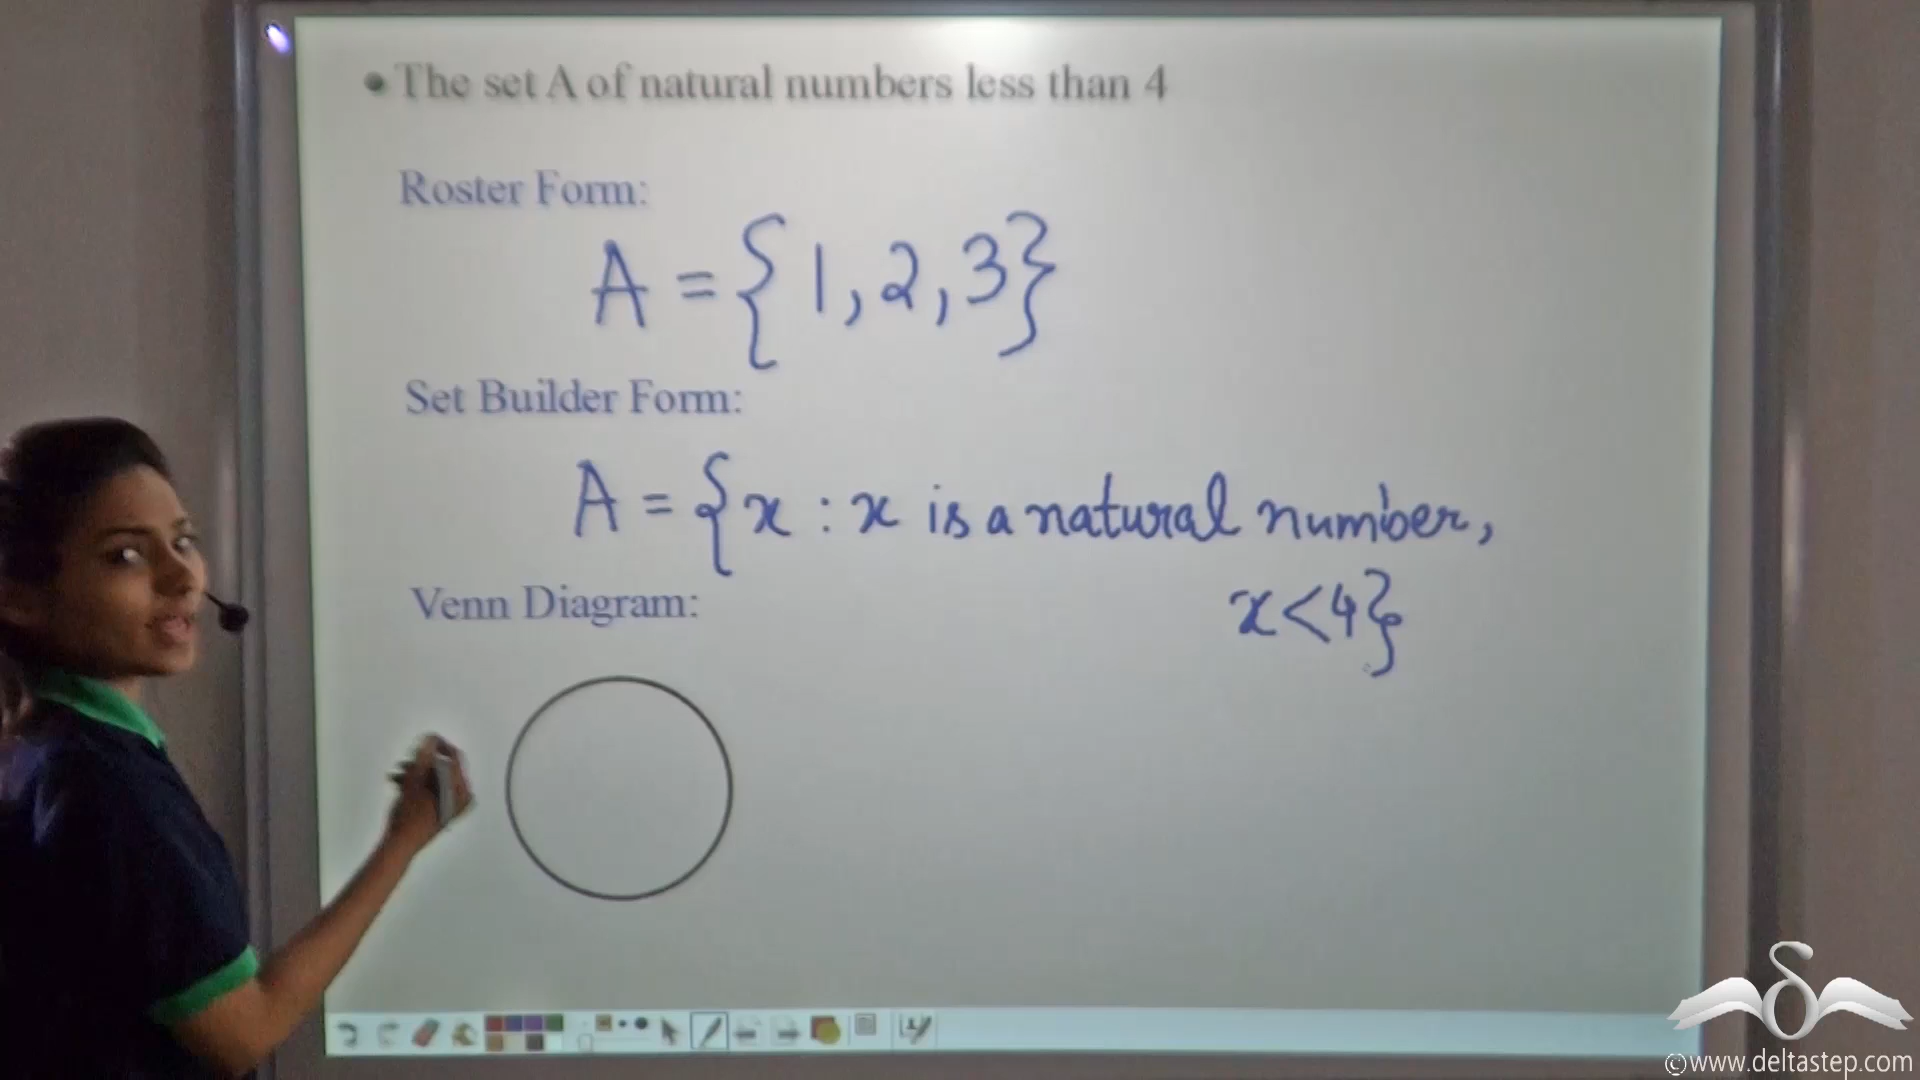 • The set A of natural numbers less than 4
Roster Form:
A = {1, 2, 3}
Set Builder Form:
A = {x : x is a natural number,
x < 4}
Venn Diagram:
©www.deltastep.com